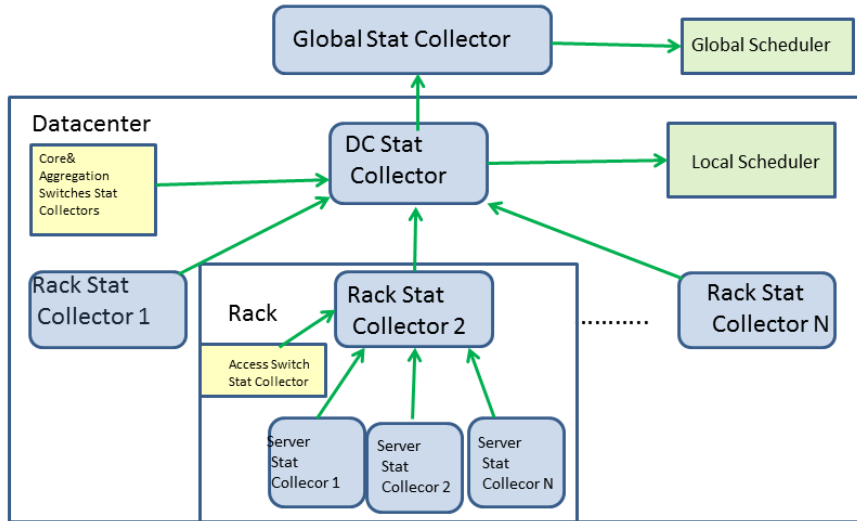 Global Stat Collector
Global Scheduler
Datacenter
Core&
Aggregation
Switches Stat
Collectors
DC Stat
Collector
Local Scheduler
Rack Stat
Collector 1
Rack
Rack Stat
Collector 2
..........
Rack Stat
Collector N
Access Switch
Stat Collector
Server
Stat
Collecor 1
Server
Stat
Collecor 2
Server
Stat
Collecor N